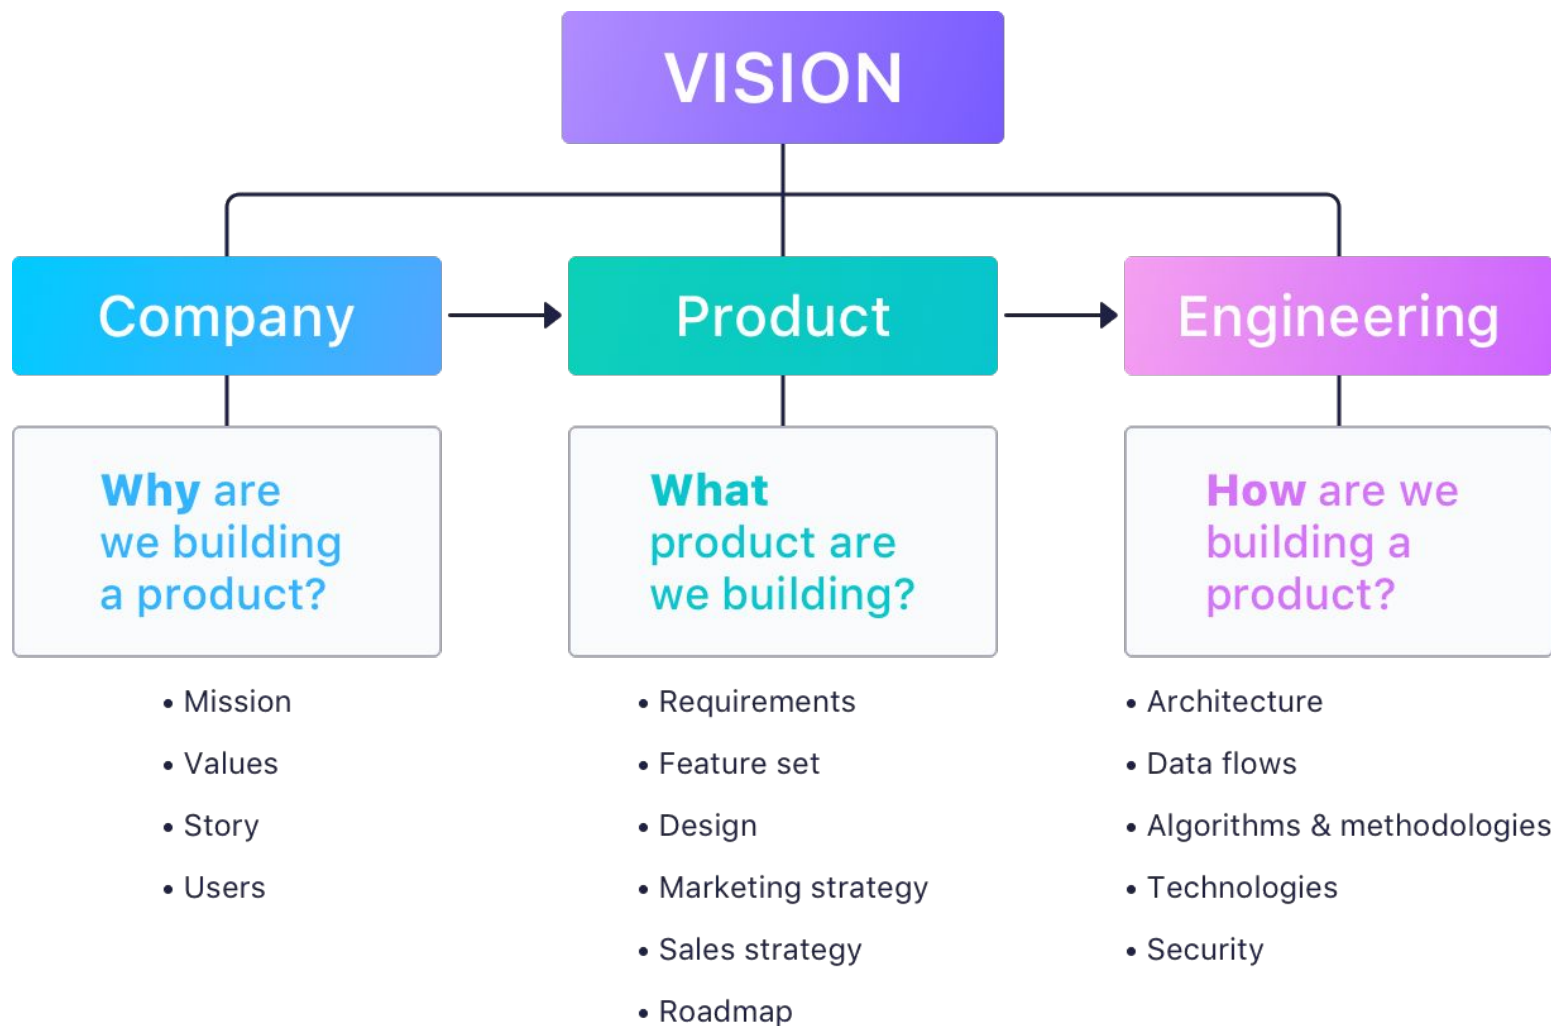 VISION
Company
Product
Engineering
Why are
we building
a product?
What
product are
we building?
How are we
building a
product?
• Mission
• Values
• Story
• Users
• Requirements
• Feature set
• Design
• Marketing strategy
• Sales strategy
• Roadmap
• Architecture
• Data flows
• Algorithms & methodologies
• Technologies
• Security